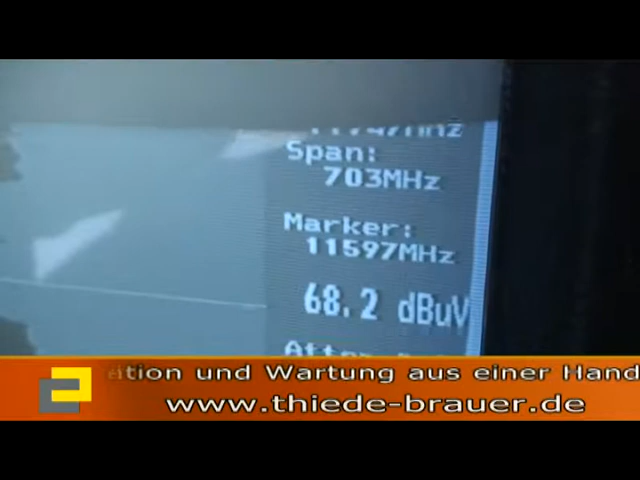 Span:
703MHz
Marker:
11597MHz
68.2 dBuV
ation und Wartung aus einer Hand
www.thiede-brauer.de